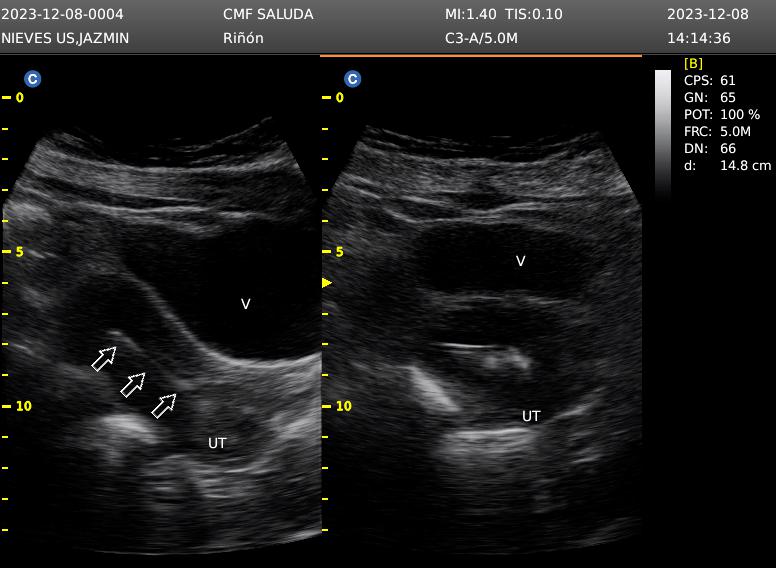 2023-12-08-0004 CMF SALUDA MI:1.40 TIS:0.10 2023-12-08
NIEVES US,JAZMIN Riñón C3-A/5.0M 14:14:36
[B]
C C
CPS: 61
0 0
GN: 65
POT: 100 %
FRC: 5.0M
DN: 66
d: 14.8 cm
5 5
V
V
10 10
UT
UT